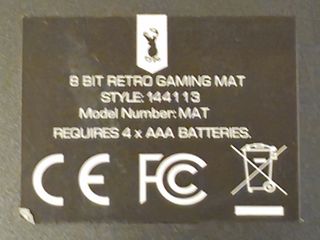 8 BIT RETRO GAMING MAT
STYLE: 144113
Model Number: MAT
REQUIRES 4 x AAA BATTERIES.
CE FC